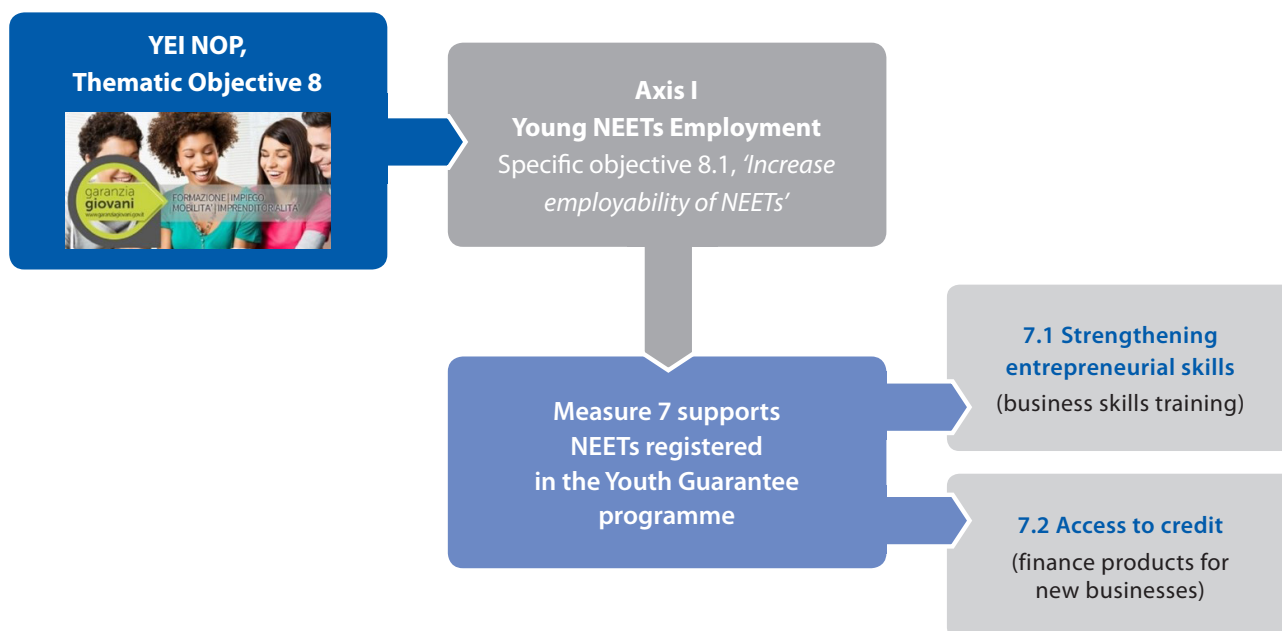 YEI NOP,
Thematic Objective 8
garanzia
giovani
www.garanziagiovani.gov.it
FORMAZIONE | IMPIEGO
MOBILITA' | IMPRENDITORIALITÀ
Axis I
Young NEETs Employment
Specific objective 8.1, ‘Increase
employability of NEETs’
Measure 7 supports
NEETs registered
in the Youth Guarantee
programme
7.1 Strengthening
entrepreneurial skills
(business skills training)
7.2 Access to credit
(finance products for
new businesses)